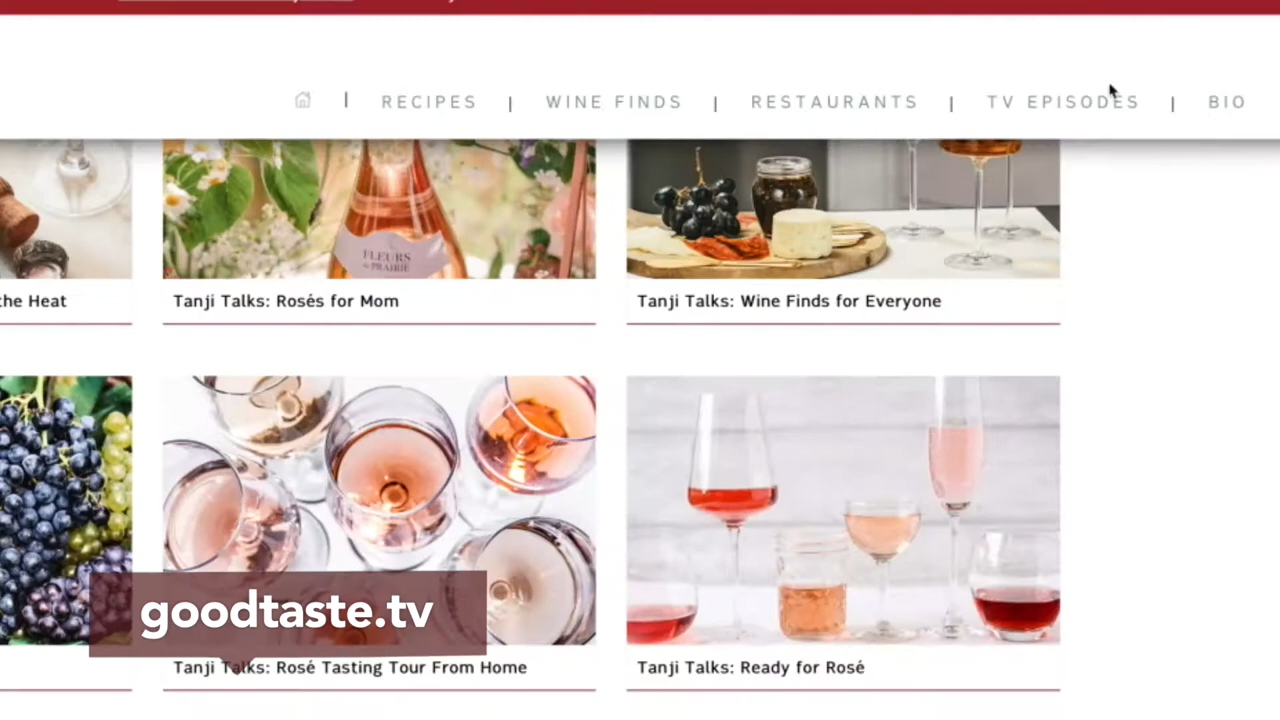 RECIPES | WINE FINDS | RESTAURANTS | TV EPISODES | BIO
FLEURS
de PRAIRIE
the Heat
Tanji Talks: Rosés for Mom
Tanji Talks: Wine Finds for Everyone
goodtaste.tv
Tanji Talks: Rosé Tasting Tour From Home
Tanji Talks: Ready for Rosé